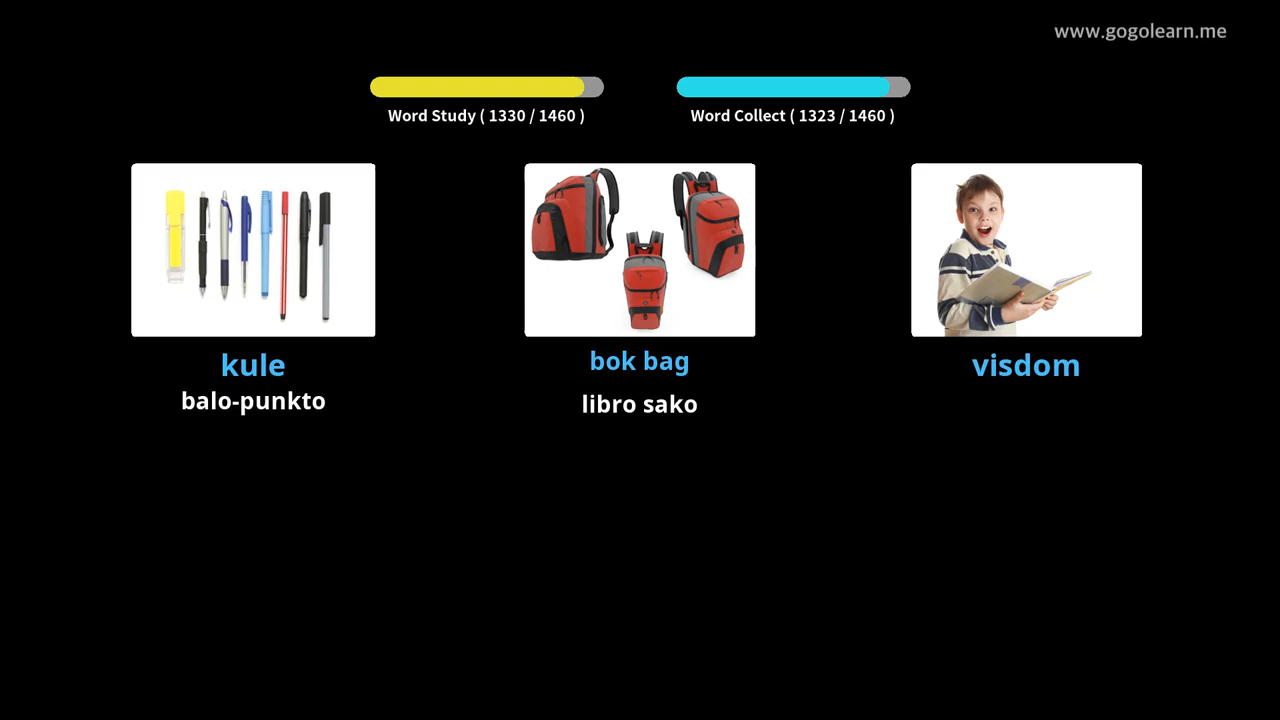 www.gogolearn.me
Word Study ( 1330 / 1460 )
Word Collect ( 1323 / 1460 )
kule
balo-punkto
bok bag
libro sako
visdom